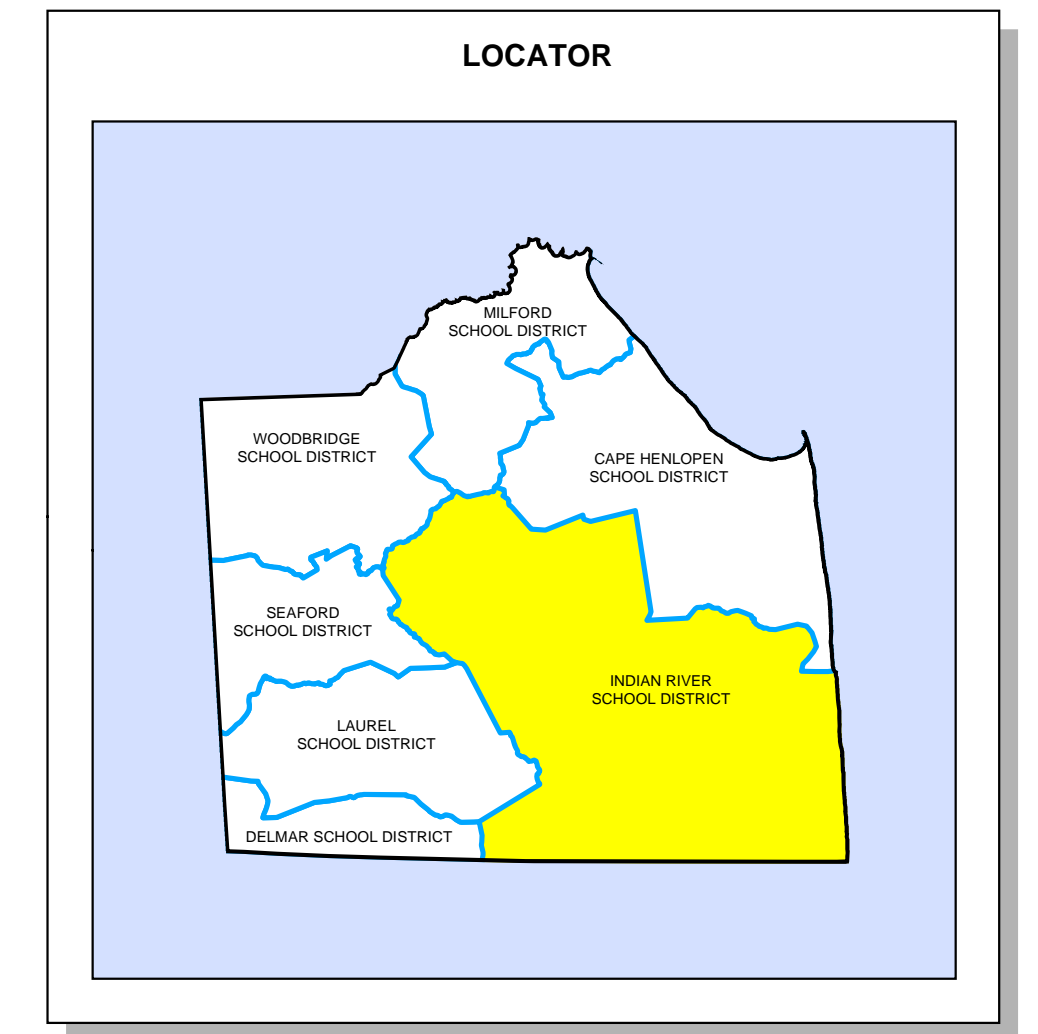 LOCATOR
MILFORD
SCHOOL DISTRICT
WOODBRIDGE
SCHOOL DISTRICT
CAPE HENLOPEN
SCHOOL DISTRICT
SEAFORD
SCHOOL DISTRICT
INDIAN RIVER
SCHOOL DISTRICT
LAUREL
SCHOOL DISTRICT
DELMAR SCHOOL DISTRICT